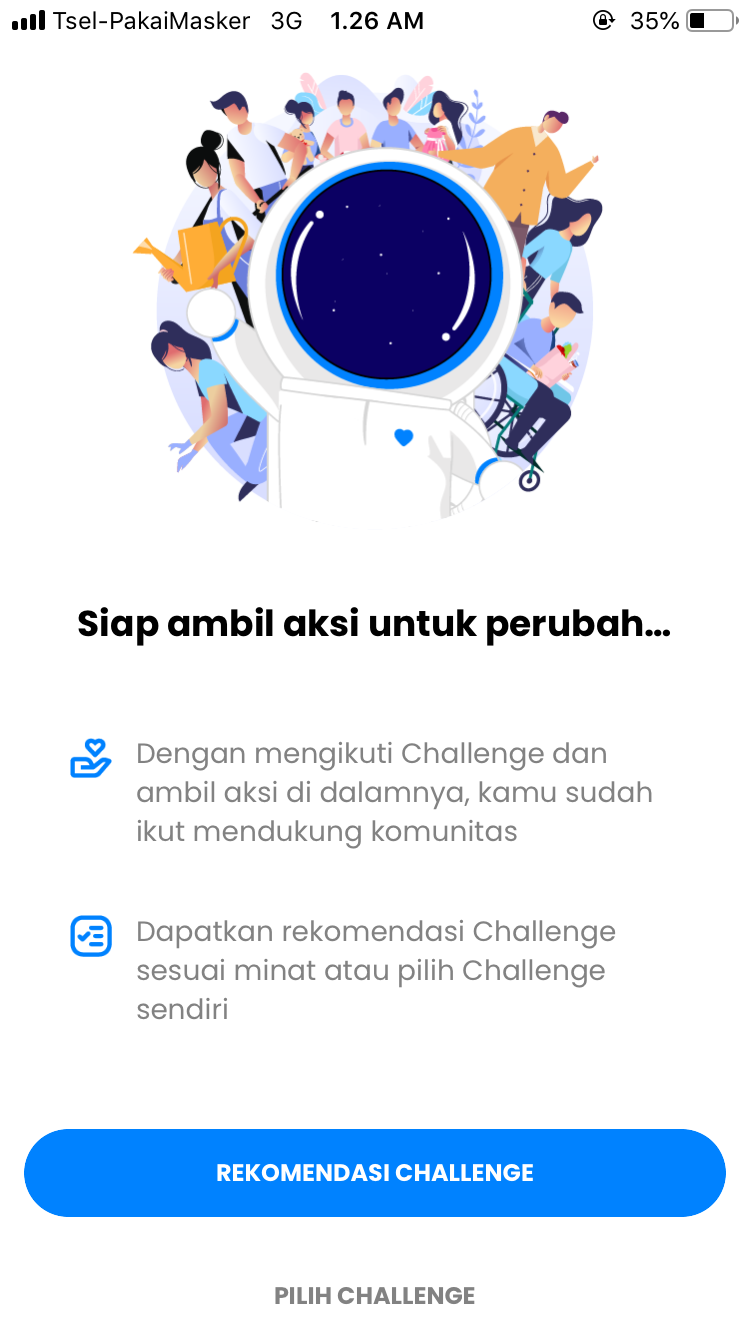 Tsel-PakaiMasker 3G 1.26 AM 35%
Siap ambil aksi untuk perubah...
Dengan mengikuti Challenge dan
ambil aksi di dalamnya, kamu sudah
ikut mendukung komunitas
Dapatkan rekomendasi Challenge
sesuai minat atau pilih Challenge
sendiri
REKOMENDASI CHALLENGE
PILIH CHALLENGE